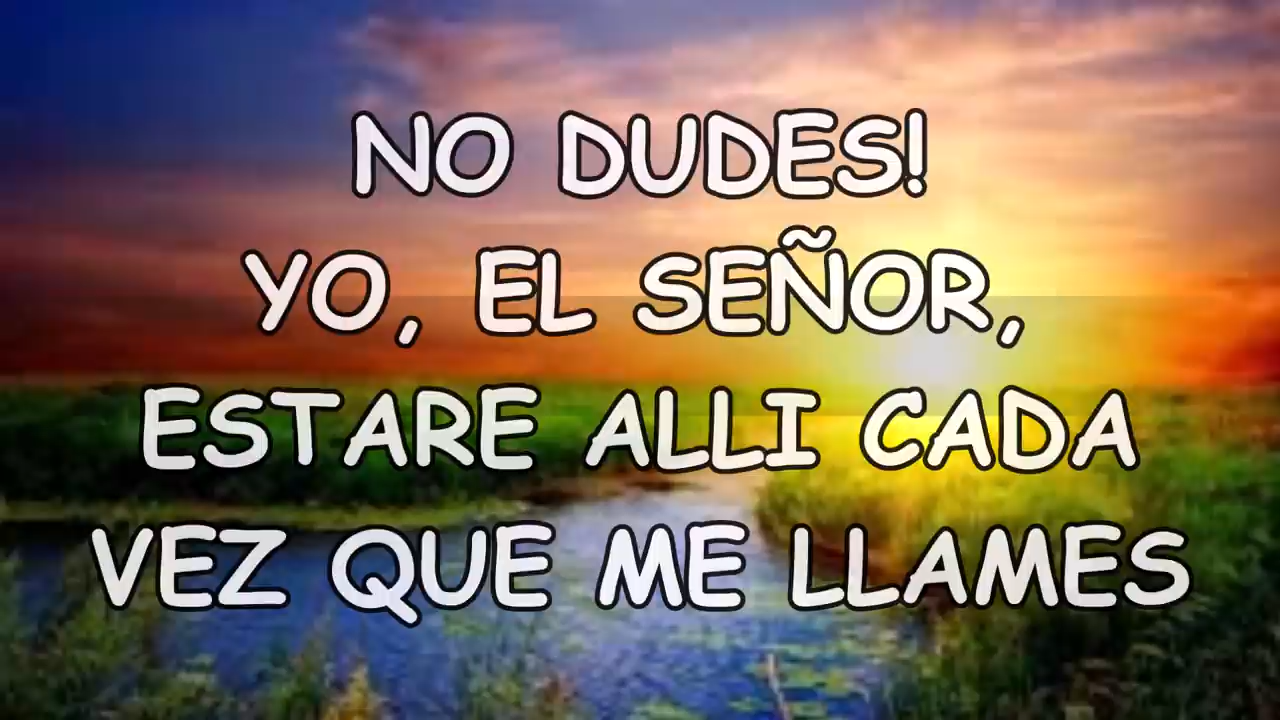 NO DUDES!
YO, EL SEÑOR,
ESTARE ALLI CADA
VEZ QUE ME LLAMES